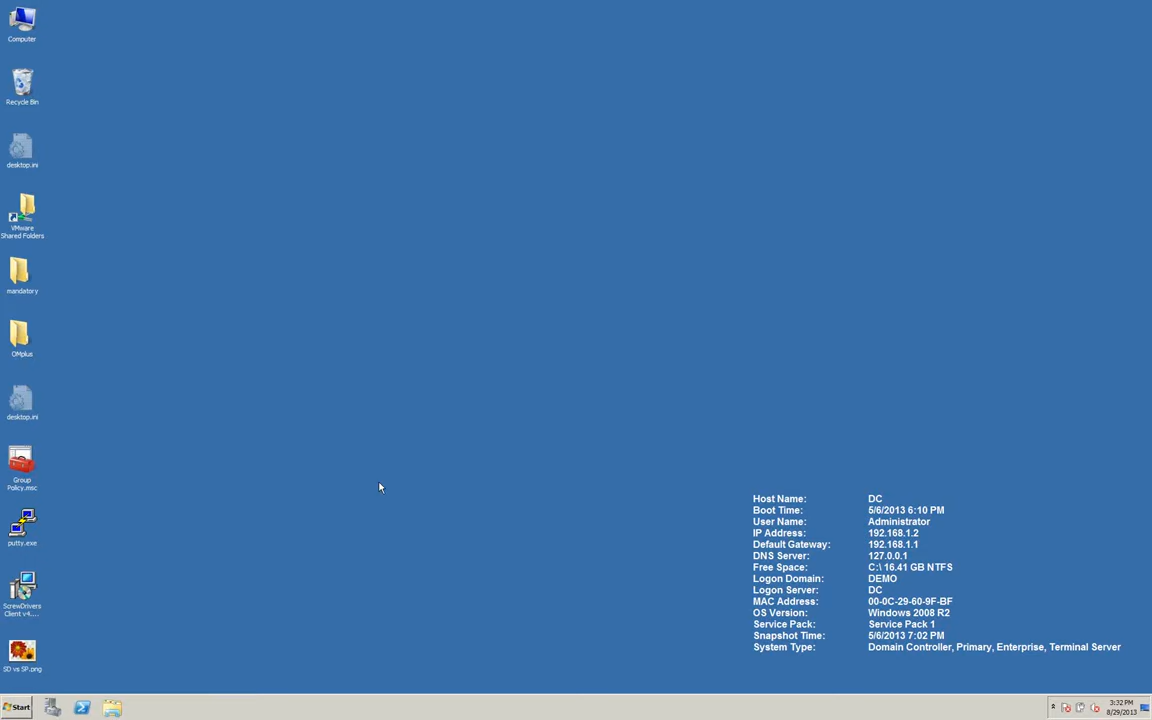 Computer
Recycle Bin
desktop.ini
VMware
Shared Folders
mandatory
OMplus
desktop.ini
Group
Policy.msc
putty.exe
ScrewDrivers
Client v4....
SD vs SP.png
Host Name: DC
Boot Time: 5/6/2013 6:10 PM
User Name: Administrator
IP Address: 192.168.1.2
Default Gateway: 192.168.1.1
DNS Server: 127.0.0.1
Free Space: C:\ 16.41 GB NTFS
Logon Domain: DEMO
Logon Server: DC
MAC Address: 00-0C-29-60-9F-BF
OS Version: Windows 2008 R2
Service Pack: Service Pack 1
Snapshot Time: 5/6/2013 7:02 PM
System Type: Domain Controller, Primary, Enterprise, Terminal Server
Start
3:32 PM
8/29/2013